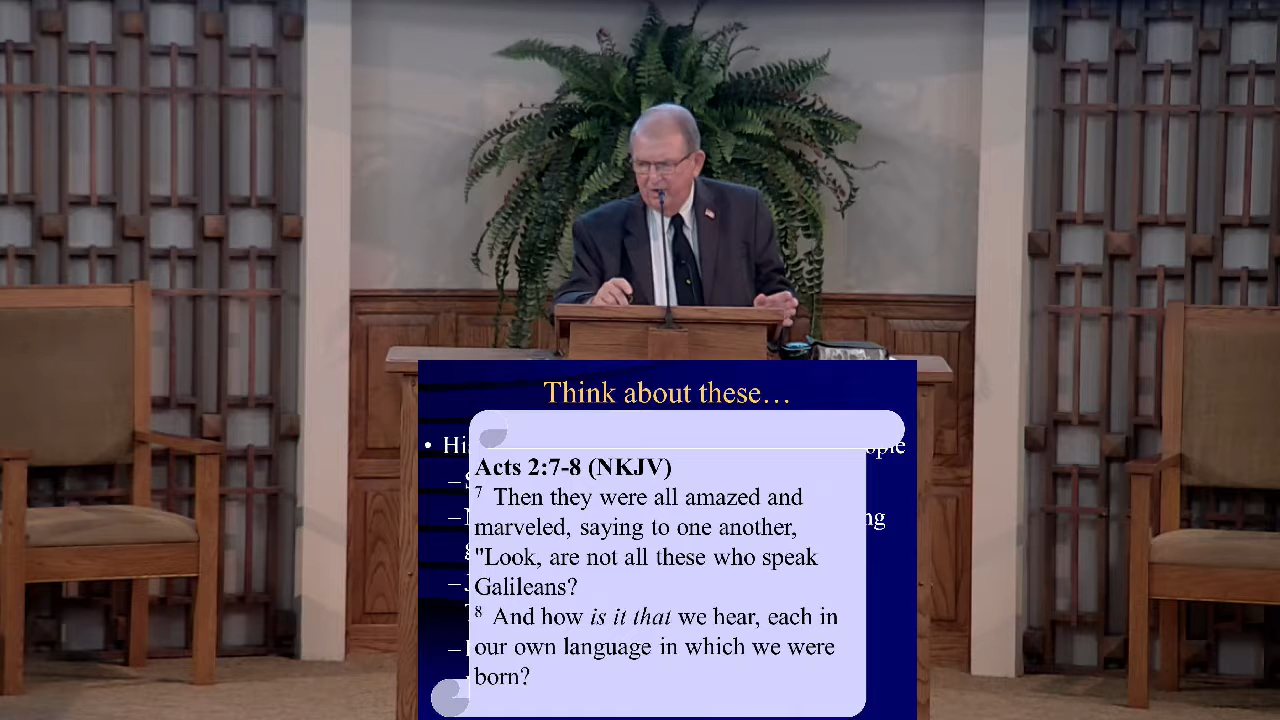 Think about these…
Acts 2:7-8 (NKJV)
7 Then they were all amazed and
marveled, saying to one another,
"Look, are not all these who speak
Galileans?
8 And how is it that we hear, each in
our own language in which we were
born?